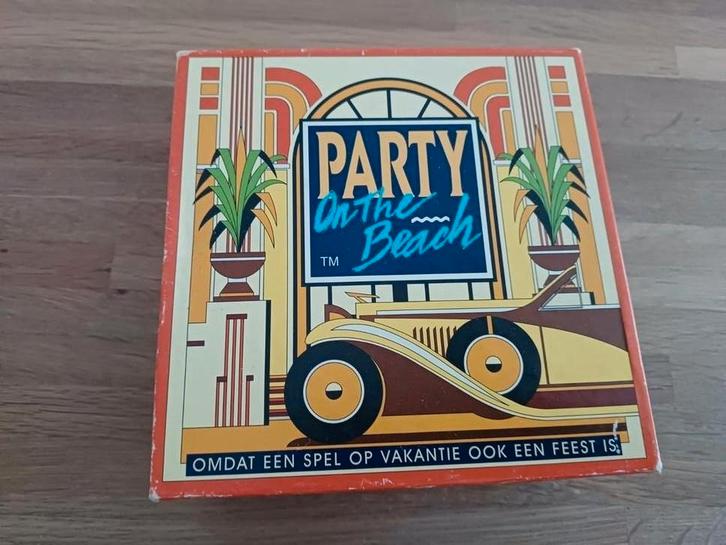 PARTY
On The
Beach
TM
OMDAT EEN SPEL OP VAKANTIE OOK EEN FEEST IS!